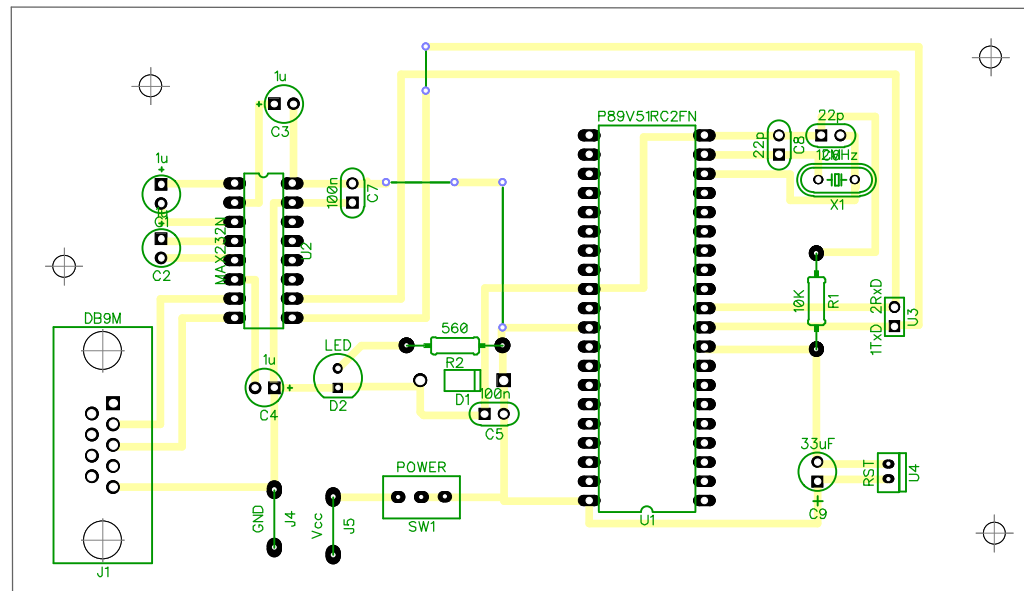 1u
+
C3
P89V51RC2FN
22p
22p
C8
12MHz
X1
1u
+
C1
+
C2
MAX232N
U2
100n
C7
10K
R1
2RxD
1TxD
U3
DB9M
J1
560
R2
LED
D2
D1
100n
C5
1u
+
C4
GND
J4
Vcc
J5
POWER
SW1
U1
33uF
+
C9
RST
U4